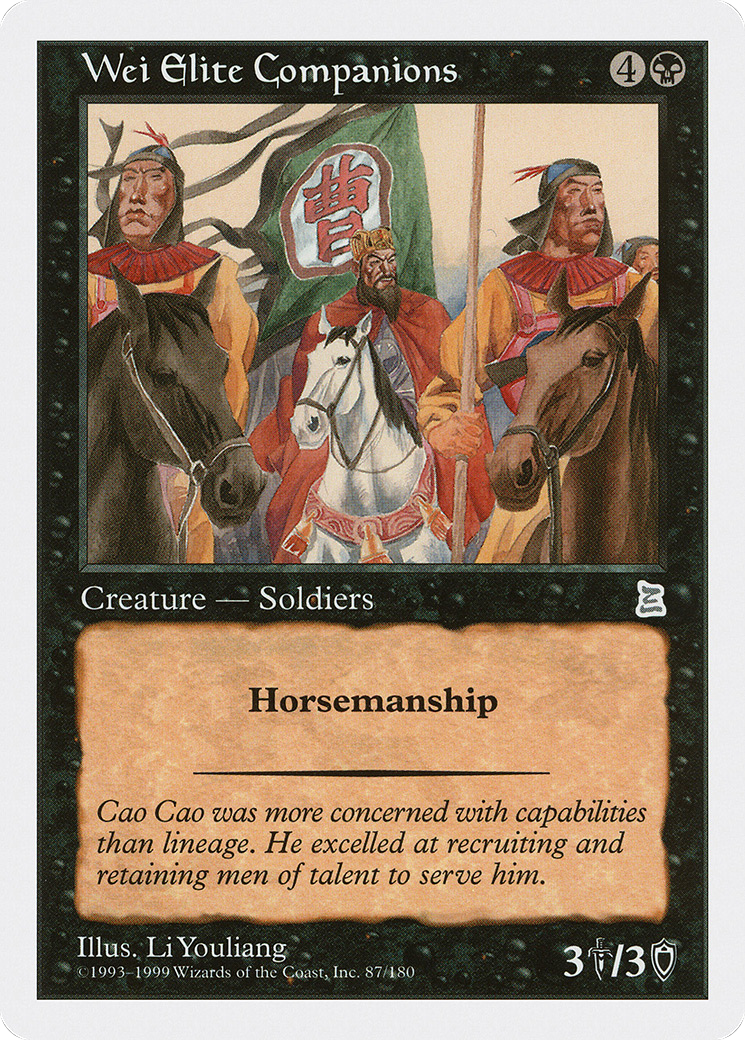 Wei Elite Companions 4
曹
Creature — Soldiers
Horsemanship
Cao Cao was more concerned with capabilities
than lineage. He excelled at recruiting and
retaining men of talent to serve him.
Illus. Li Youliang
©1993–1999 Wizards of the Coast, Inc. 87/180
3/3